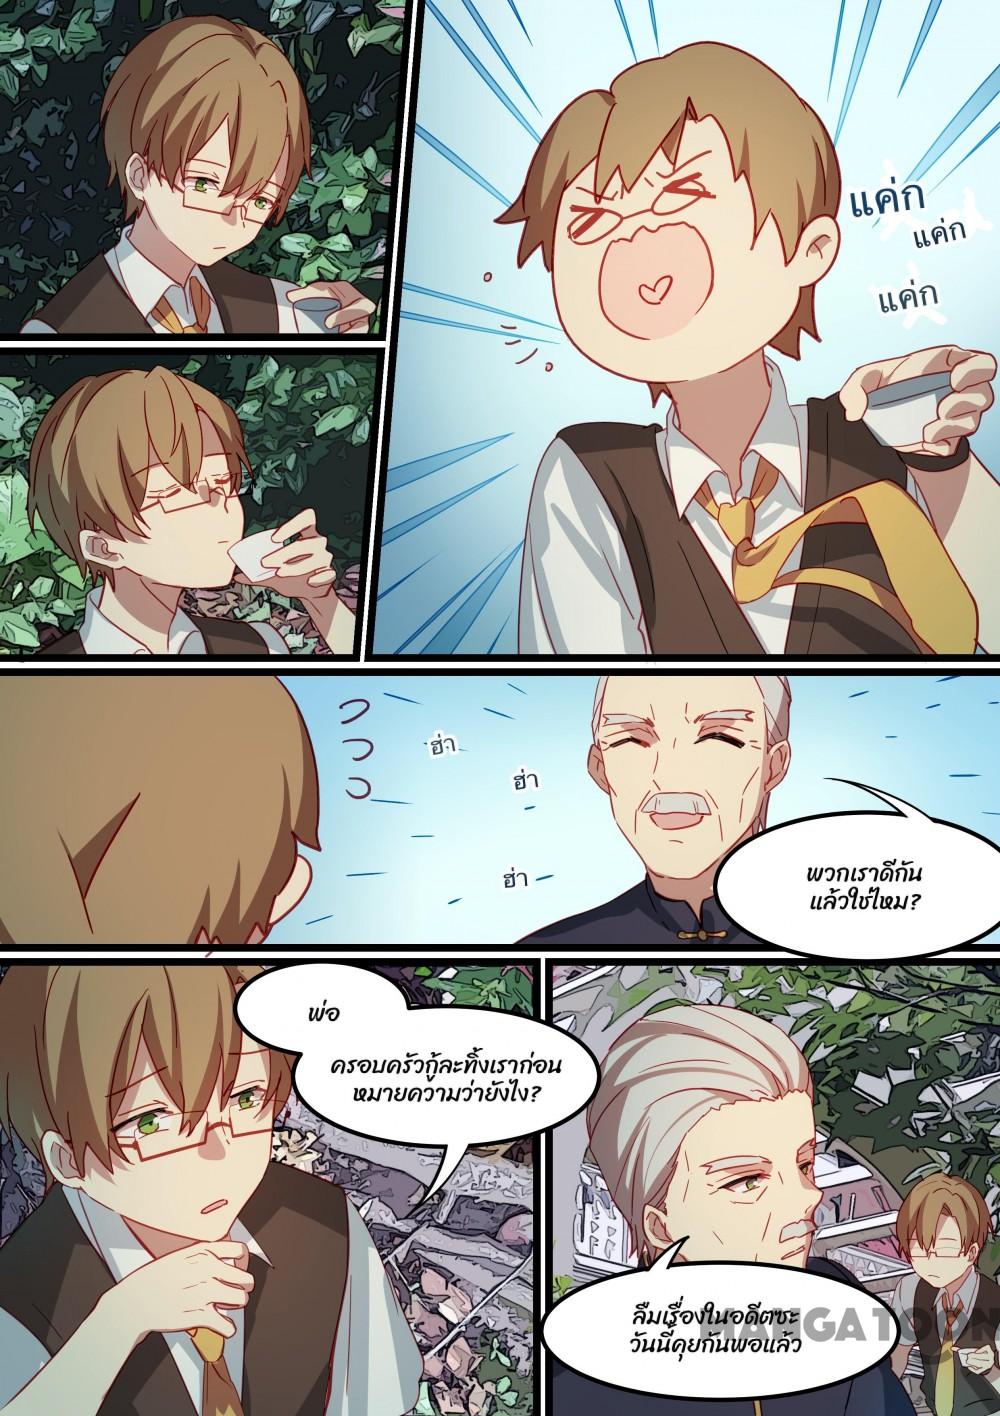 แค่ก
แค่ก
แค่ก
ฮ่า
ฮ่า
ฮ่า
พวกเราดีกัน
แล้วใช่ไหม?
พ่อ
ครอบครัวกู้ละทิ้งเราก่อน
หมายความว่ายังไง?
ลืมเรื่องในอดีตซะ
วันนี้คุยกันพอแล้ว
MANGA TOON